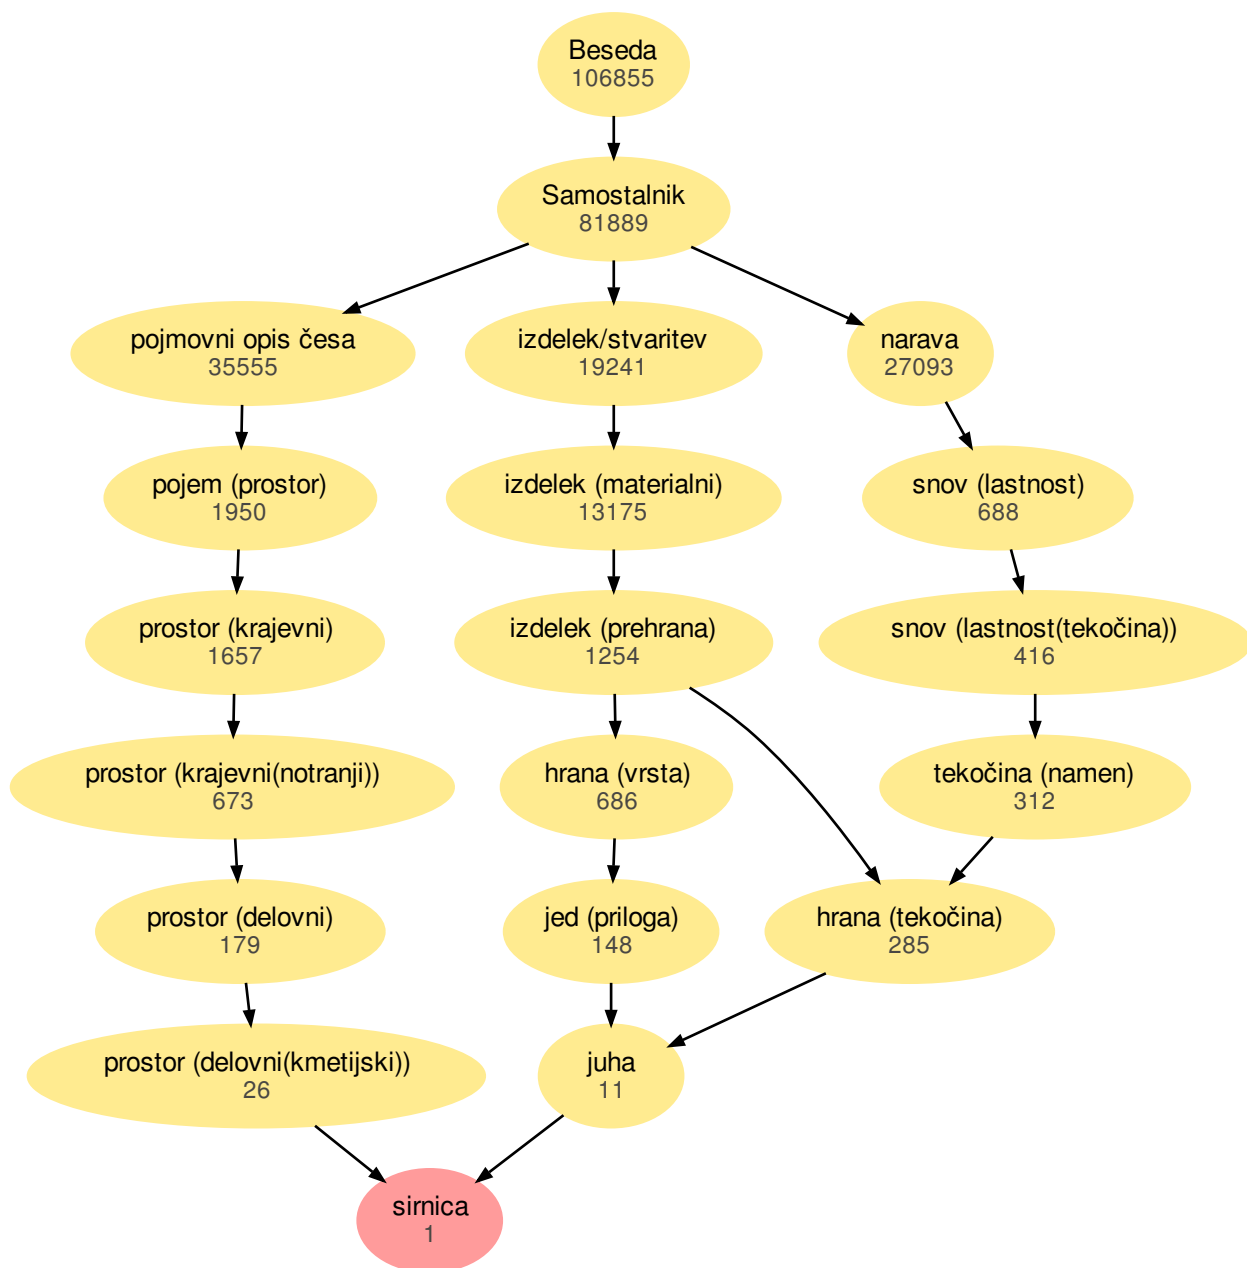 Beseda
106855
Samostalnik
81889
pojmovni opis česa
35555
izdelek/stvaritev
19241
narava
27093
pojem (prostor)
1950
izdelek (materialni)
13175
snov (lastnost)
688
prostor (krajevni)
1657
izdelek (prehrana)
1254
snov (lastnost(tekočina))
416
prostor (krajevni(notranji))
673
hrana (vrsta)
686
tekočina (namen)
312
prostor (delovni)
179
jed (priloga)
148
hrana (tekočina)
285
prostor (delovni(kmetijski))
26
juha
11
sirnica
1